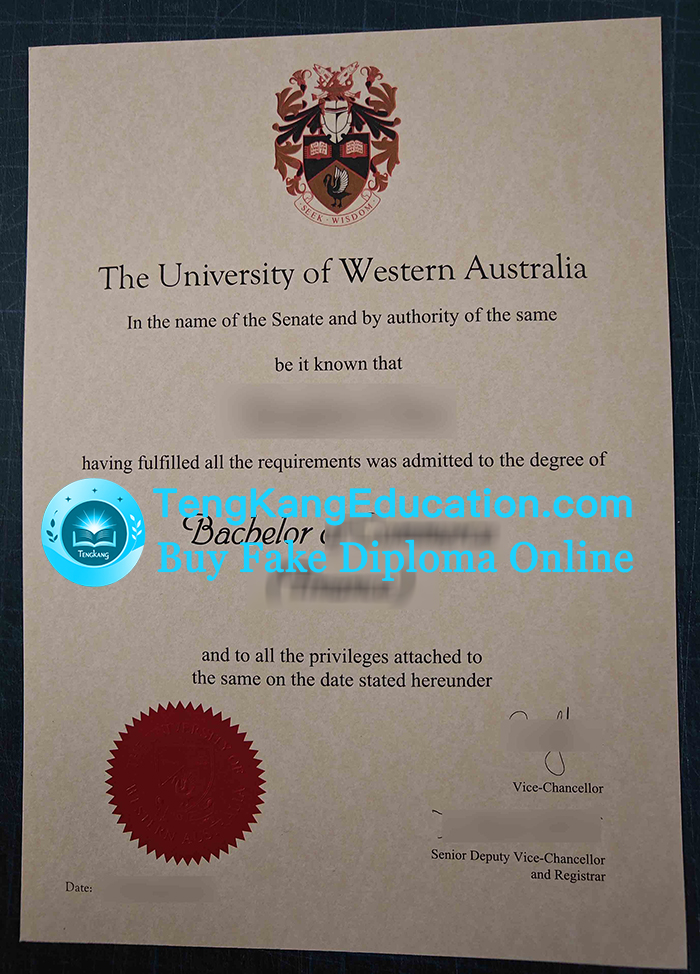 SEEK · WISDOM
The University of Western Australia
In the name of the Senate and by authority of the same
be it known that
having fulfilled all the requirements was admitted to the degree of
TengKangEducation.com
Bachelor
TENGKANG
Buy Fake Diploma Online
and to all the privileges attached to
the same on the date stated hereunder
Vice-Chancellor
Senior Deputy Vice-Chancellor
and Registrar
Date: